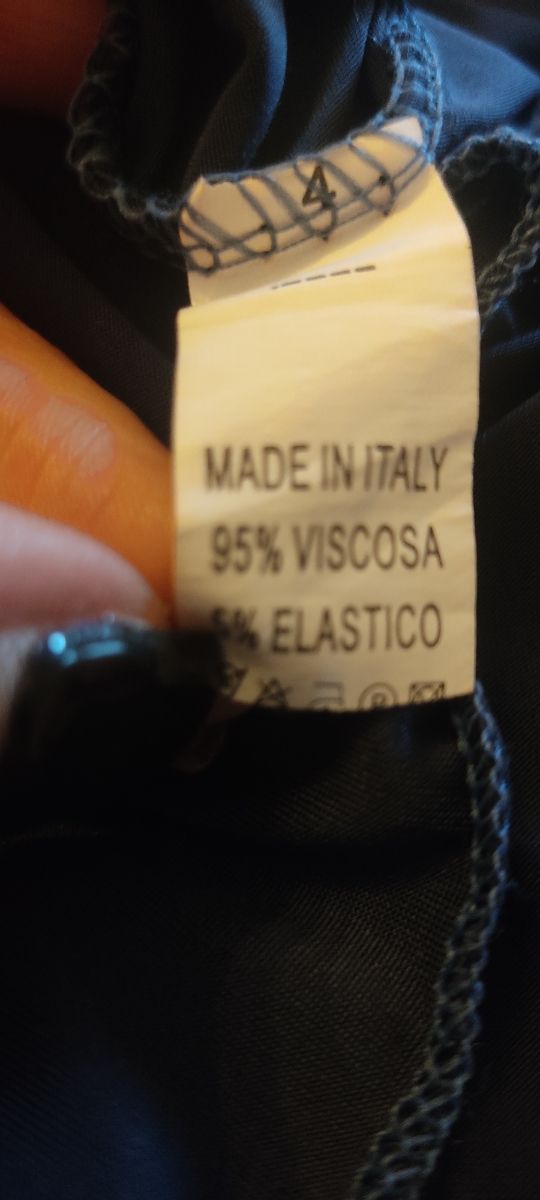 4
-----
MADE IN ITALY
95% VISCOSA
5% ELASTICO